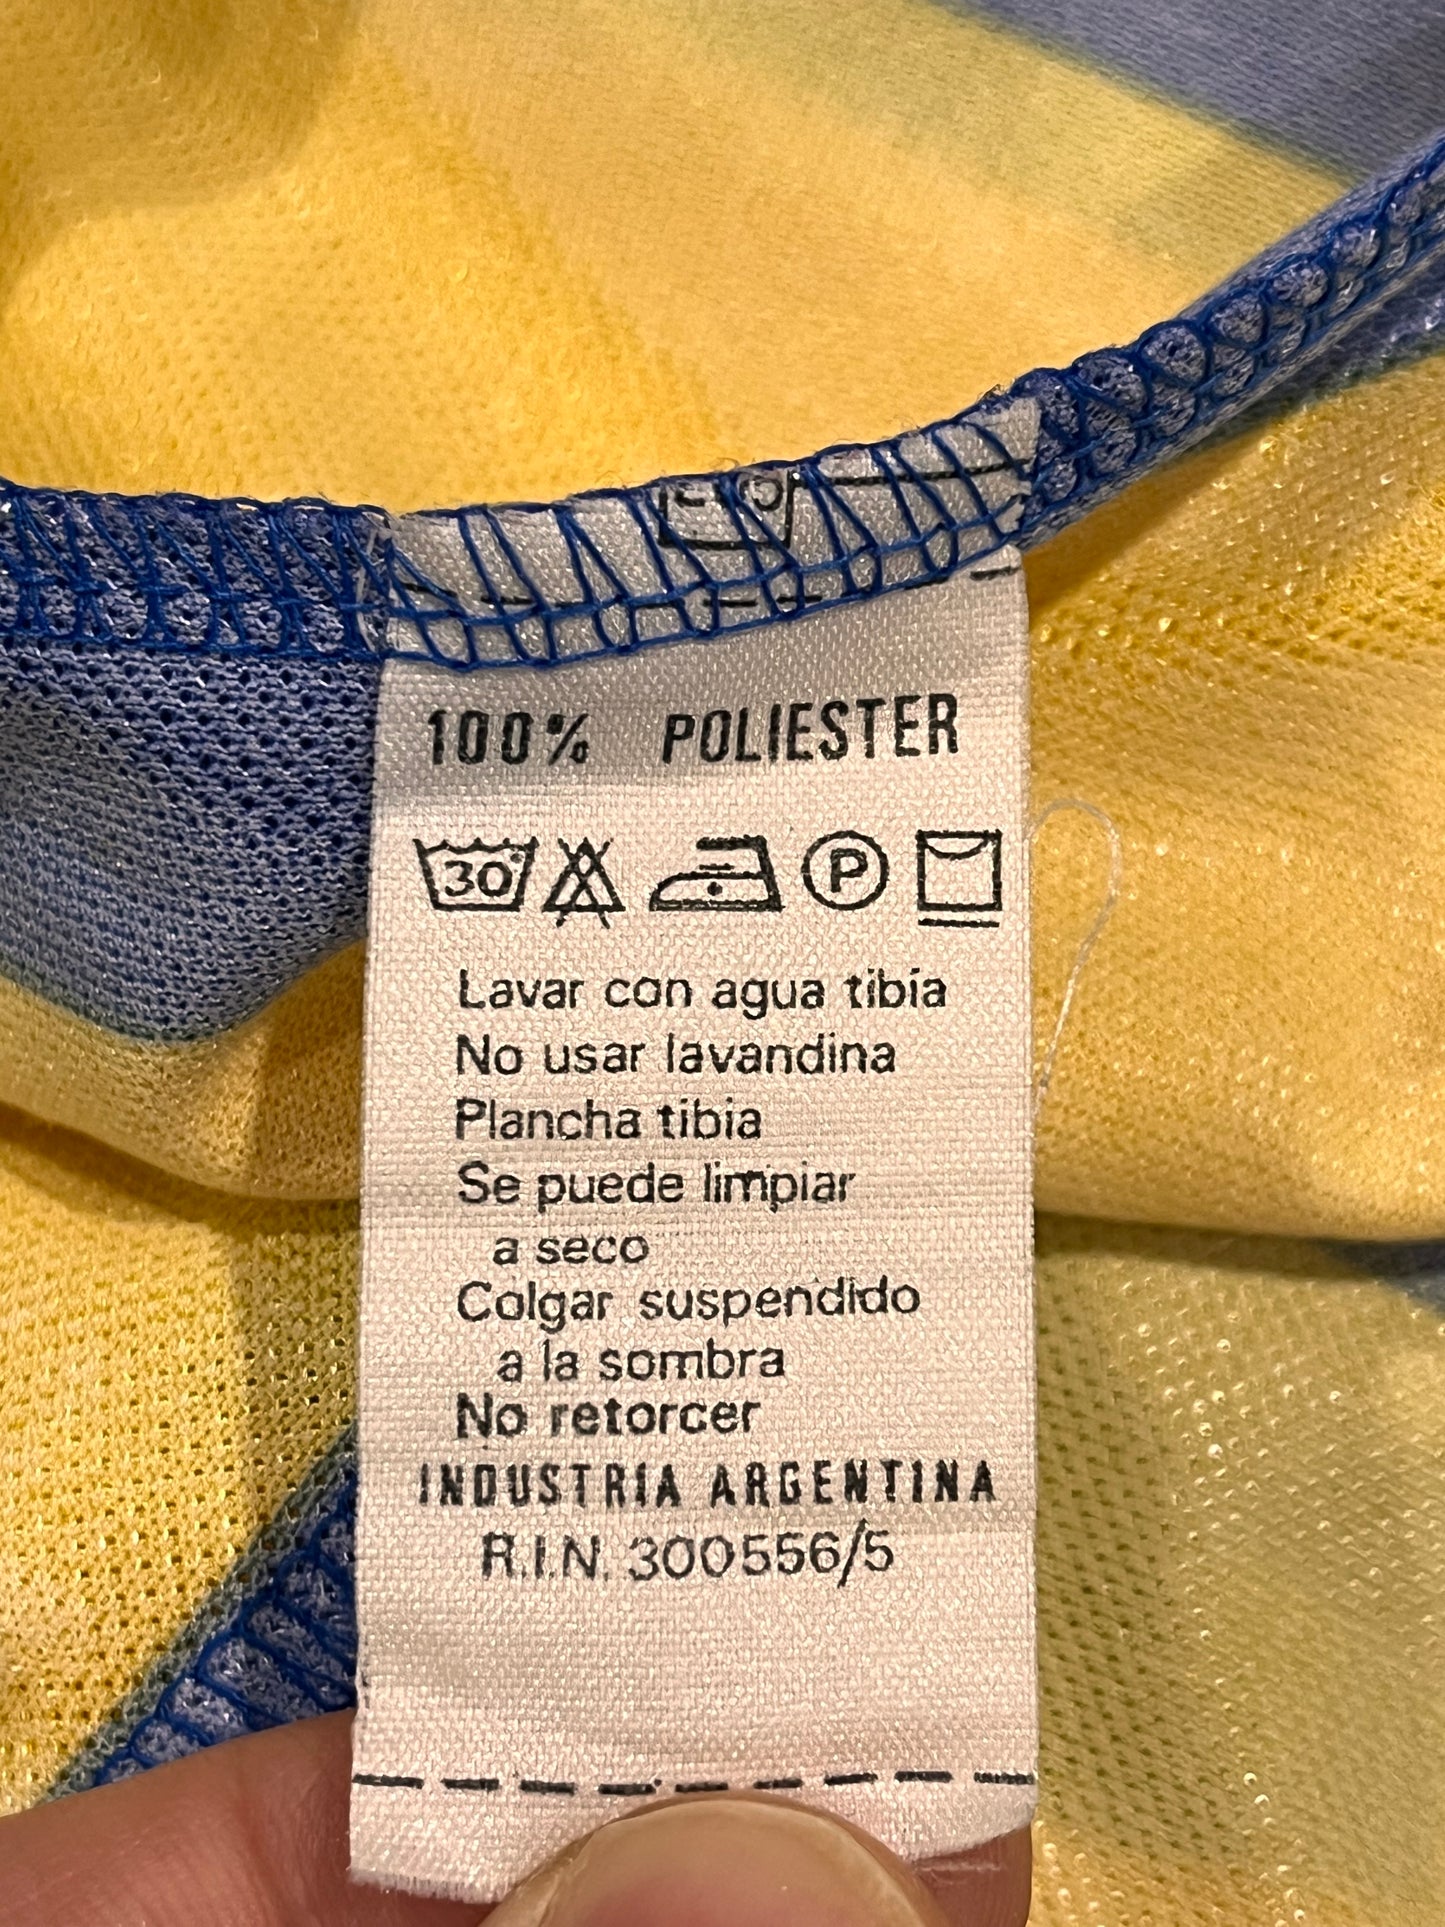 100% POLIESTER
30°
P
Lavar con agua tibia
No usar lavandina
Plancha tibia
Se puede limpiar
a seco
Colgar suspendido
a la sombra
No retorcer
INDUSTRIA ARGENTINA
R.I.N. 300556/5